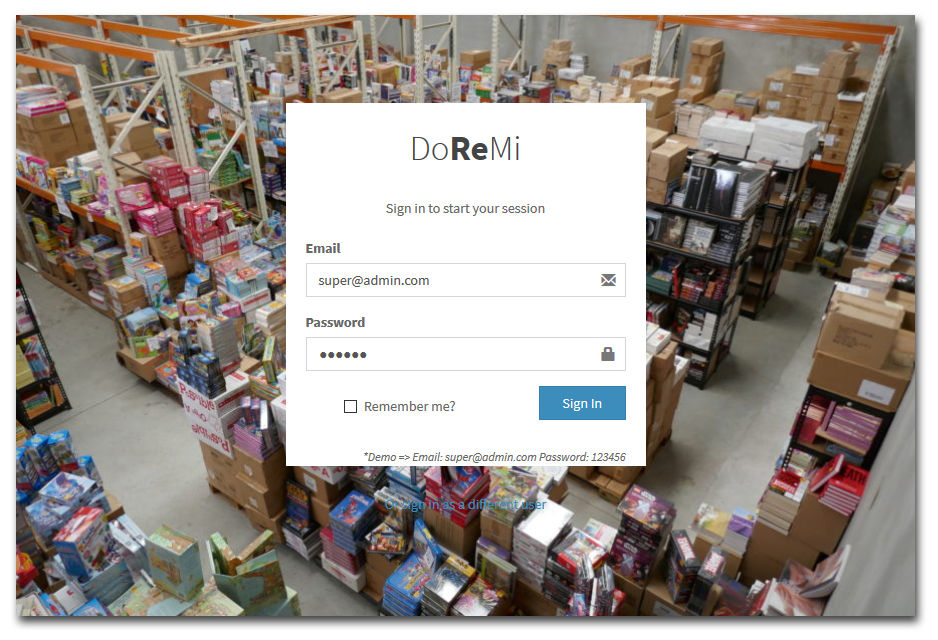 DoReMi
Sign in to start your session
Email
super@admin.com
Password
••••••
Remember me?
Sign In
*Demo => Email: super@admin.com Password: 123456
Or sign in as a different user